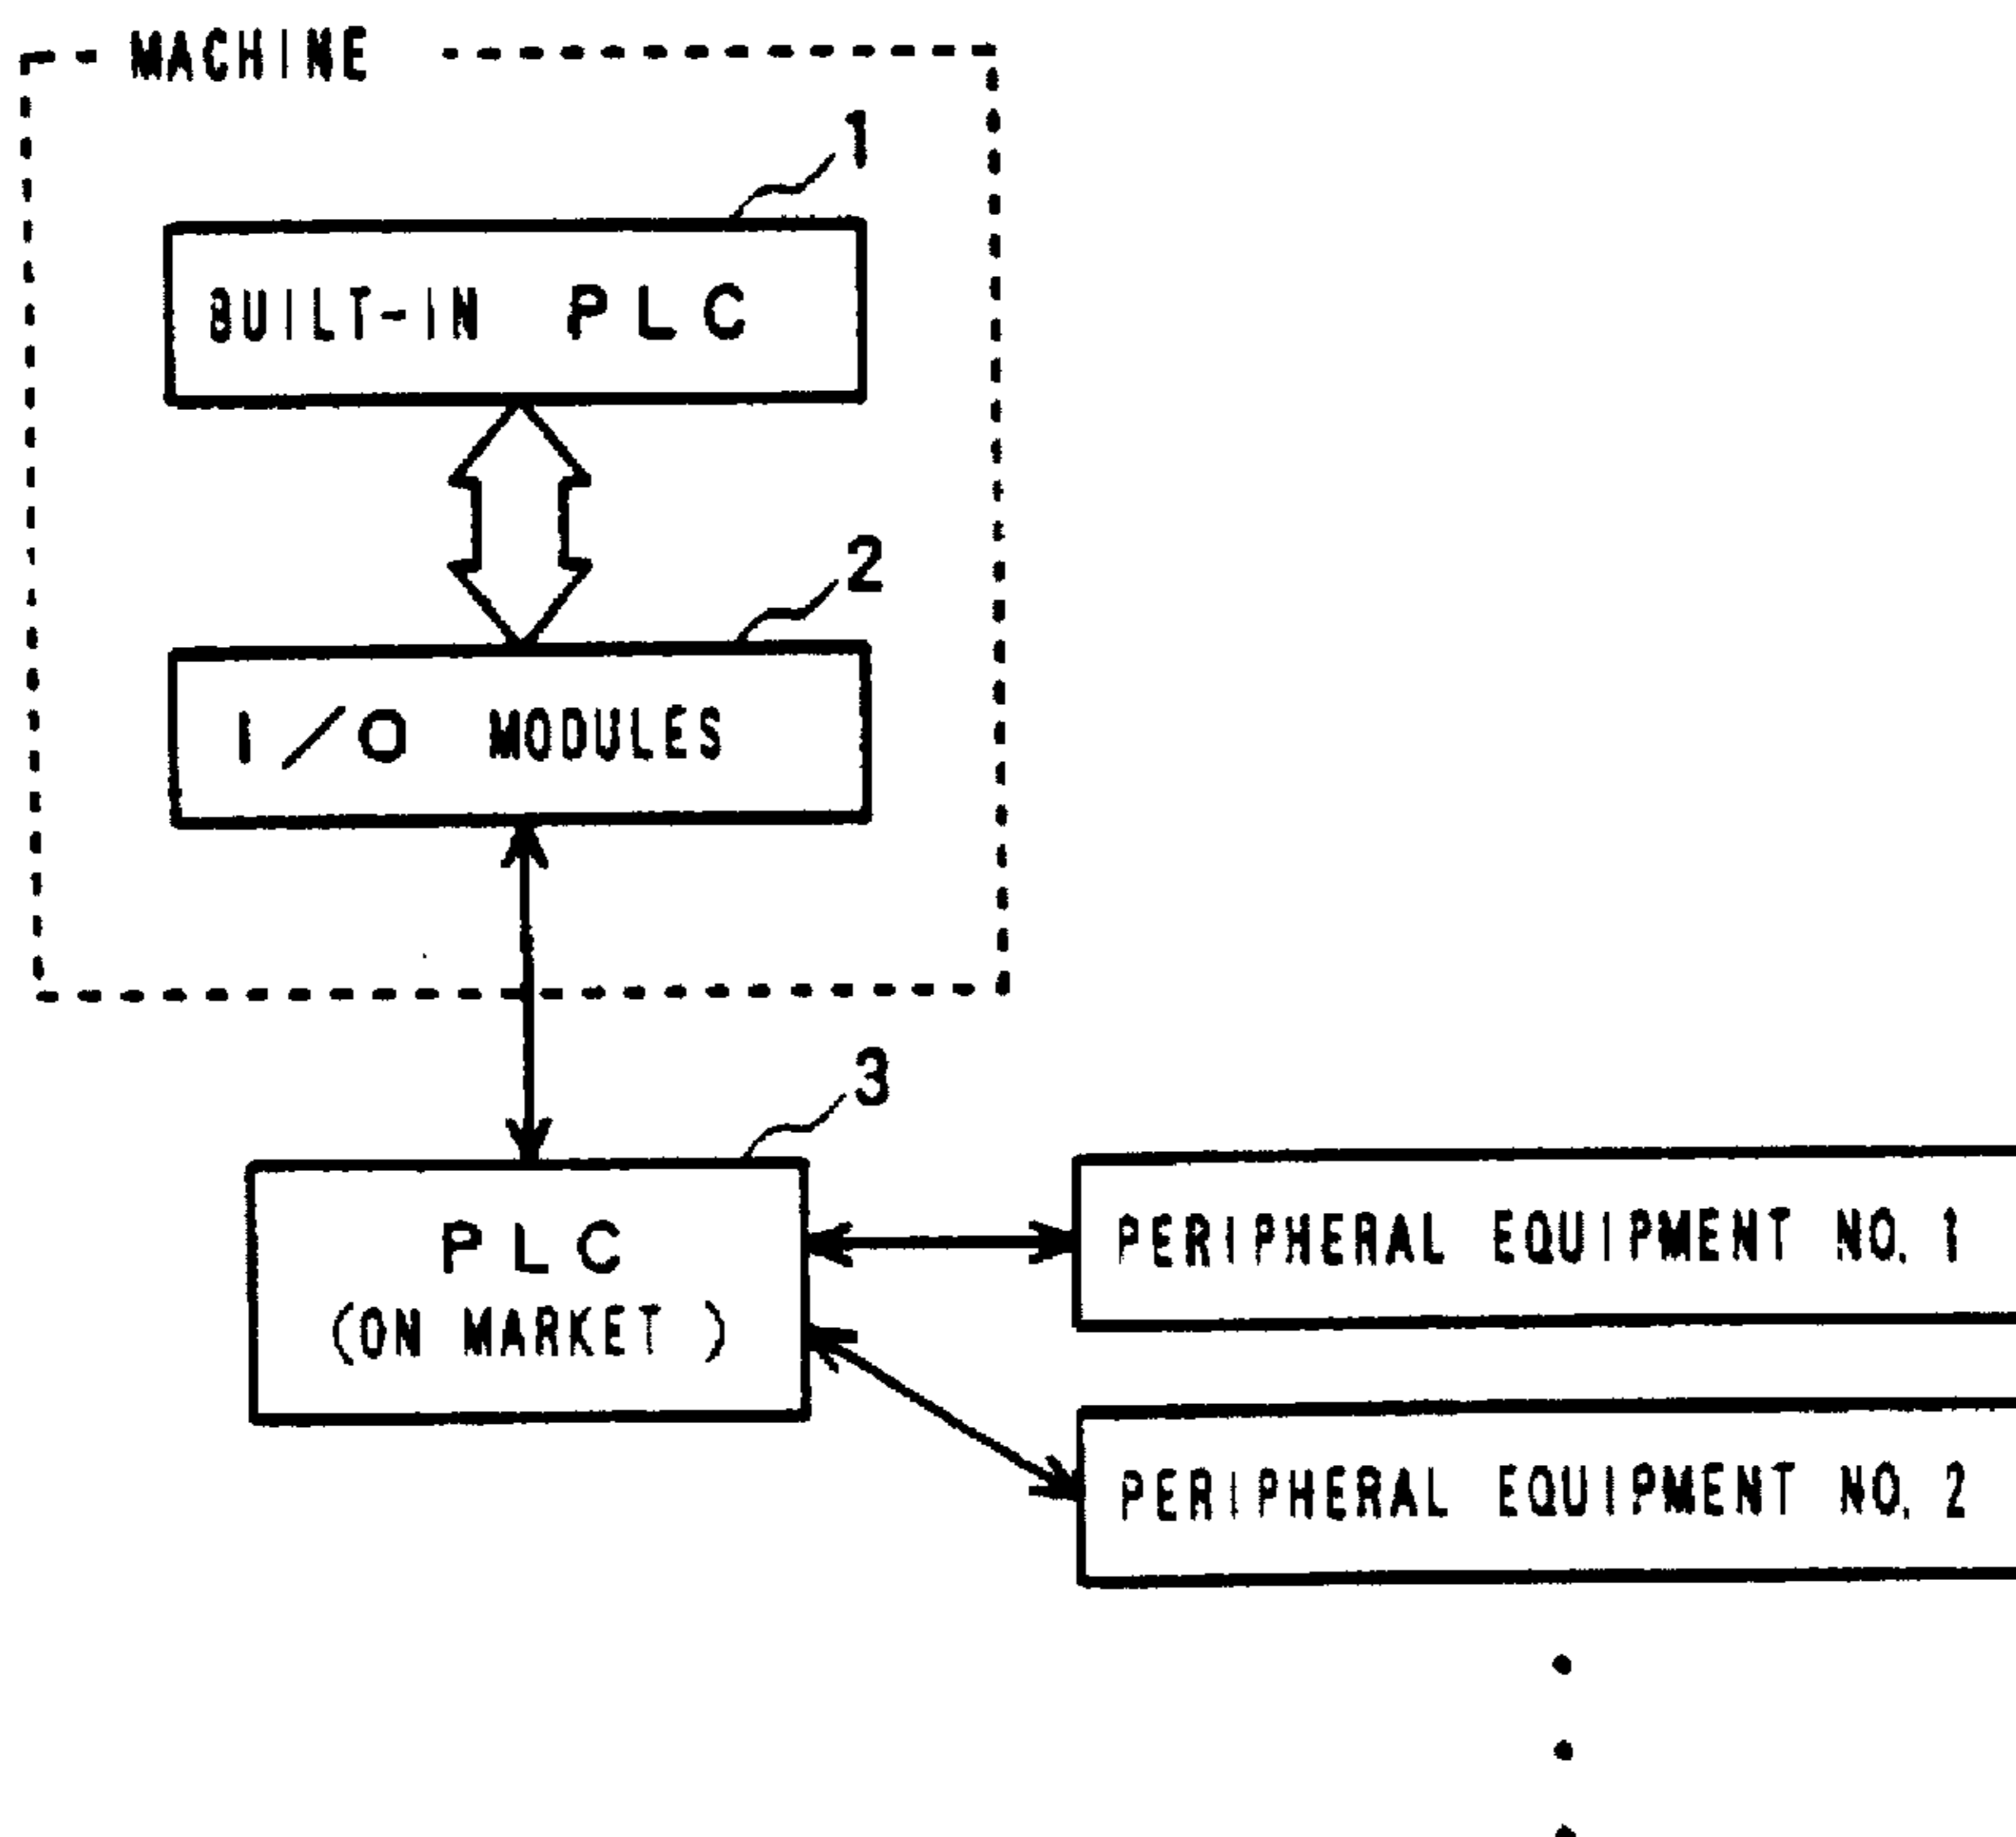 MACHINE
1
BUILT-IN PLC
2
I/O MODULES
3
PLC
(ON MARKET )
PERIPHERAL EQUIPMENT NO. 1
PERIPHERAL EQUIPMENT NO. 2